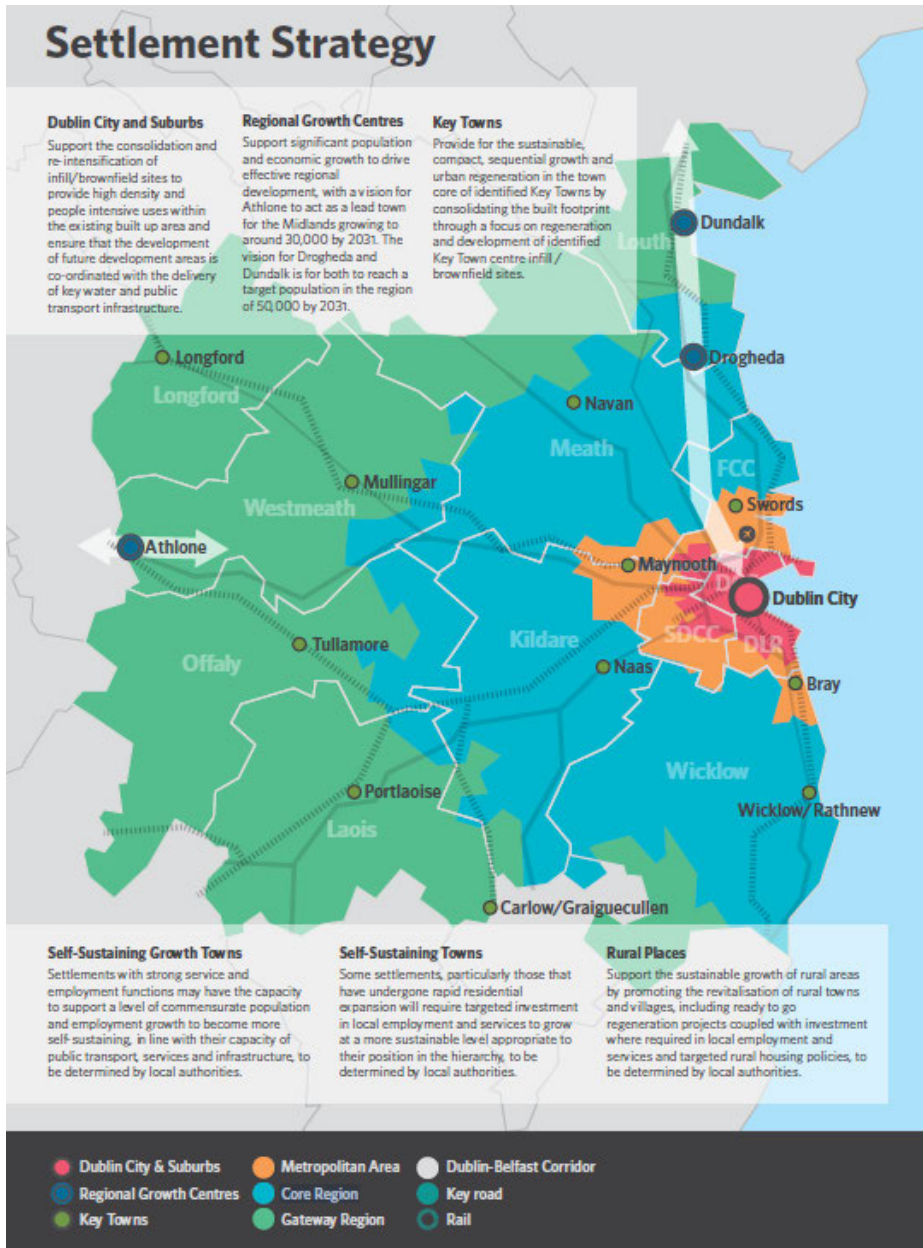 Settlement Strategy
Dublin City and Suburbs
Support the consolidation and
re-intensification of
infill/brownfield sites to
provide high density and
people intensive uses within
the existing built up area and
ensure that the development
of future development areas is
co-ordinated with the delivery
of key water and public
transport infrastructure.
Regional Growth Centres
Support significant population
and economic growth to drive
effective regional
development, with a vision for
Athlone to act as a lead town
for the Midlands growing to
around 30,000 by 2031. The
vision for Drogheda and
Dundalk is for both to reach a
target population in the region
of 50,000 by 2031.
Key Towns
Provide for the sustainable,
compact, sequential growth and
urban regeneration in the town
core of identified Key Towns by
consolidating the built footprint
through a focus on regeneration
and development of identified
Key Town centre infill /
brownfield sites.
Dundalk
Louth
Drogheda
Longford
Longford
Navan
Meath
FCC
Mullingar
Westmeath
Swords
Athlone
Maynooth
Dublin City
Tullamore
Kildare
SDCC
DLR
Offaly
Naas
Bray
Wicklow
Portlaoise
Wicklow/Rathnew
Laois
Carlow/Graiguecullen
Self-Sustaining Growth Towns
Settlements with strong service and
employment functions may have the capacity
to support a level of commensurate population
and employment growth to become more
self-sustaining, in line with their capacity of
public transport, services and infrastructure, to
be determined by local authorities.
Self-Sustaining Towns
Some settlements, particularly those that
have undergone rapid residential
expansion will require targeted investment
in local employment and services to grow
at a more sustainable level appropriate to
their position in the hierarchy, to be
determined by local authorities.
Rural Places
Support the sustainable growth of rural areas
by promoting the revitalisation of rural towns
and villages, including ready to go
regeneration projects coupled with investment
where required in local employment and
services and targeted rural housing policies, to
be determined by local authorities.
Dublin City & Suburbs
Regional Growth Centres
Key Towns
Metropolitan Area
Core Region
Gateway Region
Dublin-Belfast Corridor
Key road
Rail